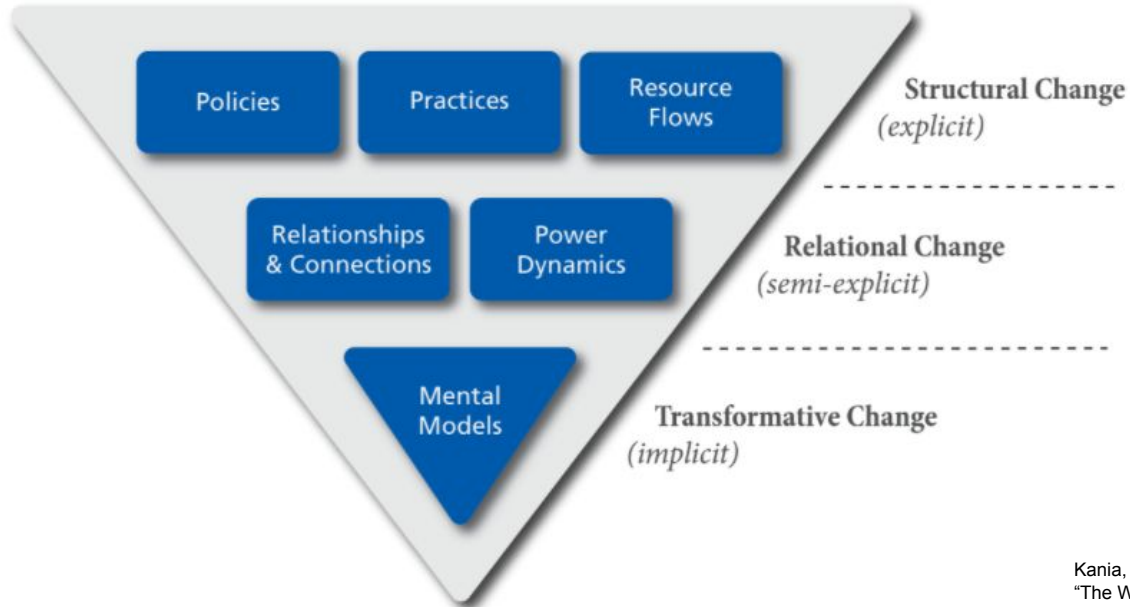 Policies
Practices
Resource
Flows
Structural Change
(explicit)
Relationships
& Connections
Power
Dynamics
Relational Change
(semi-explicit)
Mental
Models
Transformative Change
(implicit)
Kania,
“The W